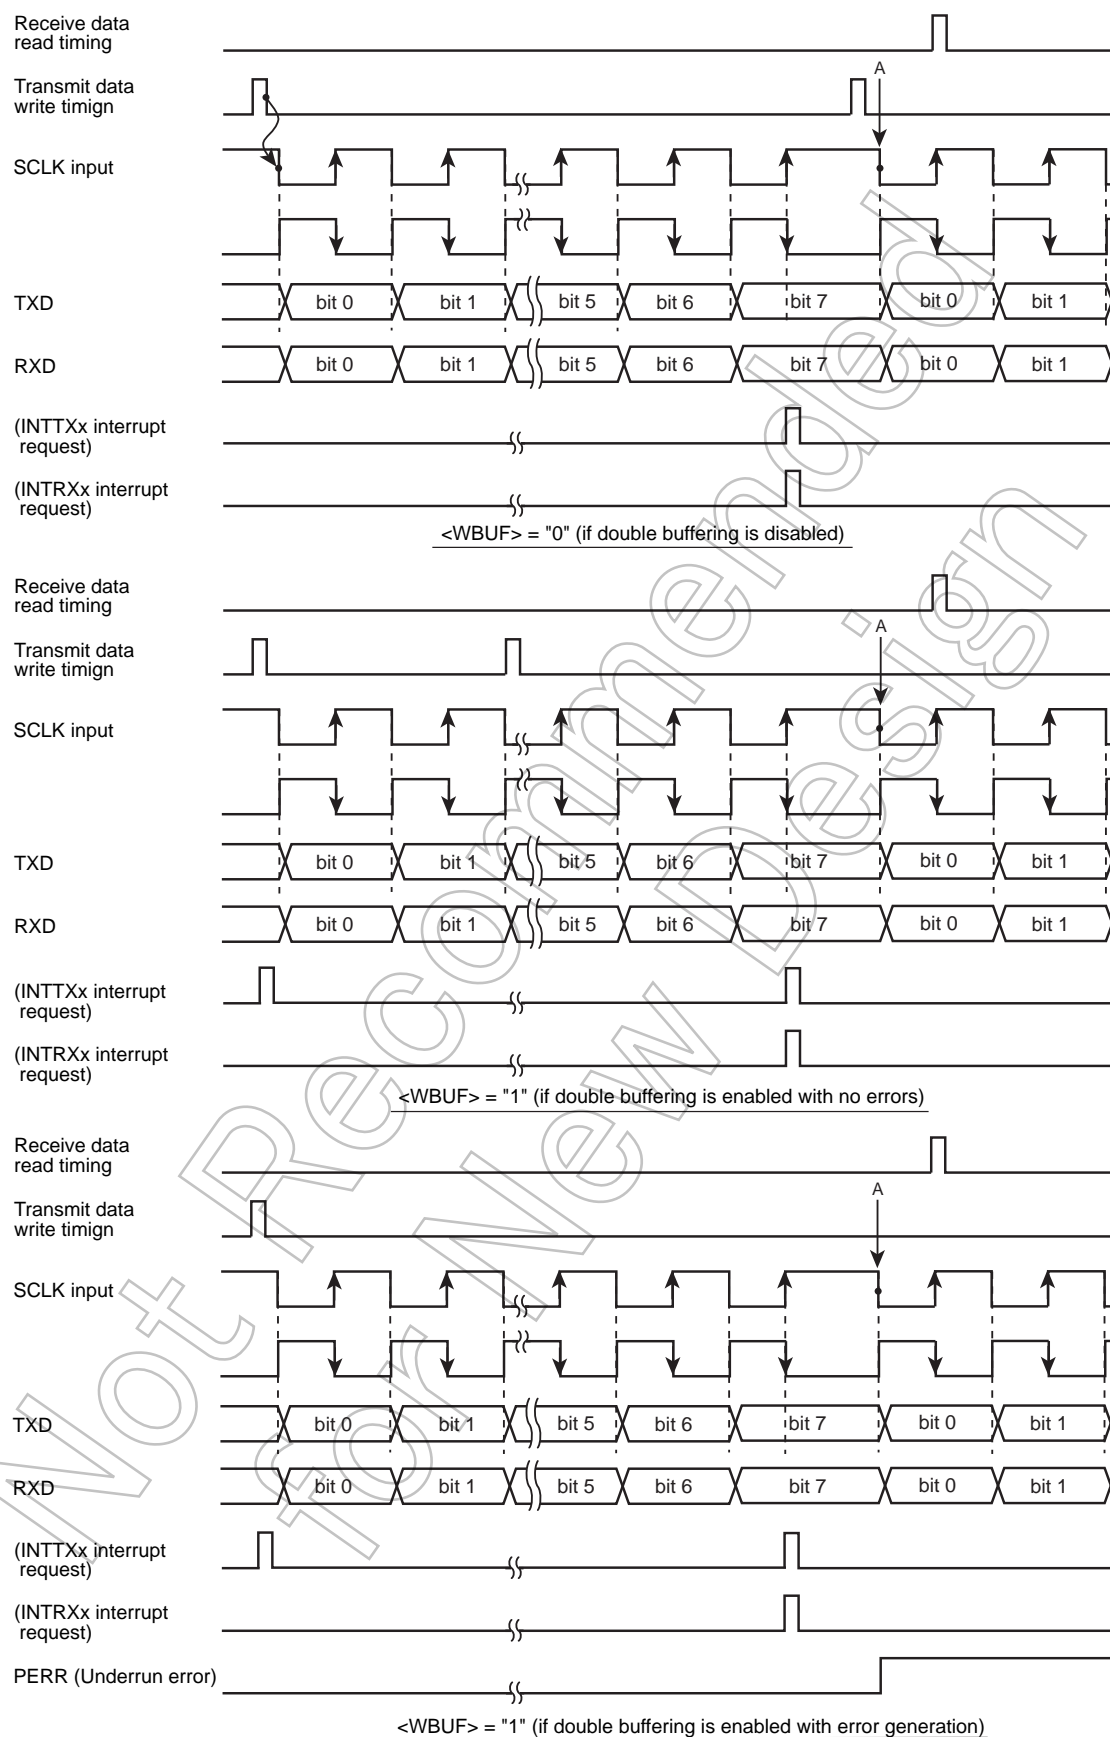 Receive data
read timing
Transmit data
write timign
A
SCLK input
TXD
bit 0 bit 1 bit 5 bit 6 bit 7 bit 0 bit 1
RXD
bit 0 bit 1 bit 5 bit 6 bit 7 bit 0 bit 1
(INTTXx interrupt
request)
(INTRXx interrupt
request)
<WBUF> = "0" (if double buffering is disabled)
Receive data
read timing
Transmit data
write timign
A
SCLK input
TXD
bit 0 bit 1 bit 5 bit 6 bit 7 bit 0 bit 1
RXD
bit 0 bit 1 bit 5 bit 6 bit 7 bit 0 bit 1
(INTTXx interrupt
request)
(INTRXx interrupt
request)
<WBUF> = "1" (if double buffering is enabled with no errors)
Receive data
read timing
Transmit data
write timign
A
SCLK input
TXD
bit 0 bit 1 bit 5 bit 6 bit 7 bit 0 bit 1
RXD
bit 0 bit 1 bit 5 bit 6 bit 7 bit 0 bit 1
(INTTXx interrupt
request)
(INTRXx interrupt
request)
PERR (Underrun error)
<WBUF> = "1" (if double buffering is enabled with error generation)
Not Recommended
for New Design